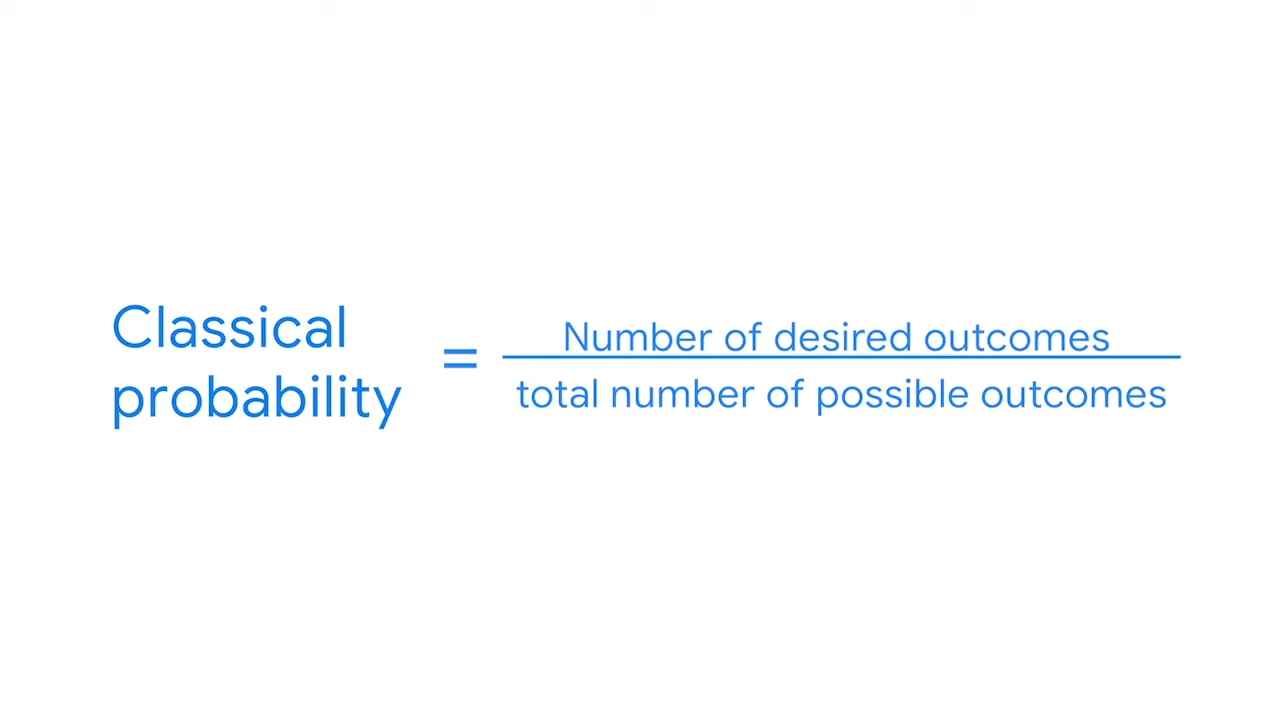 Classical
probability
=
Number of desired outcomes
total number of possible outcomes